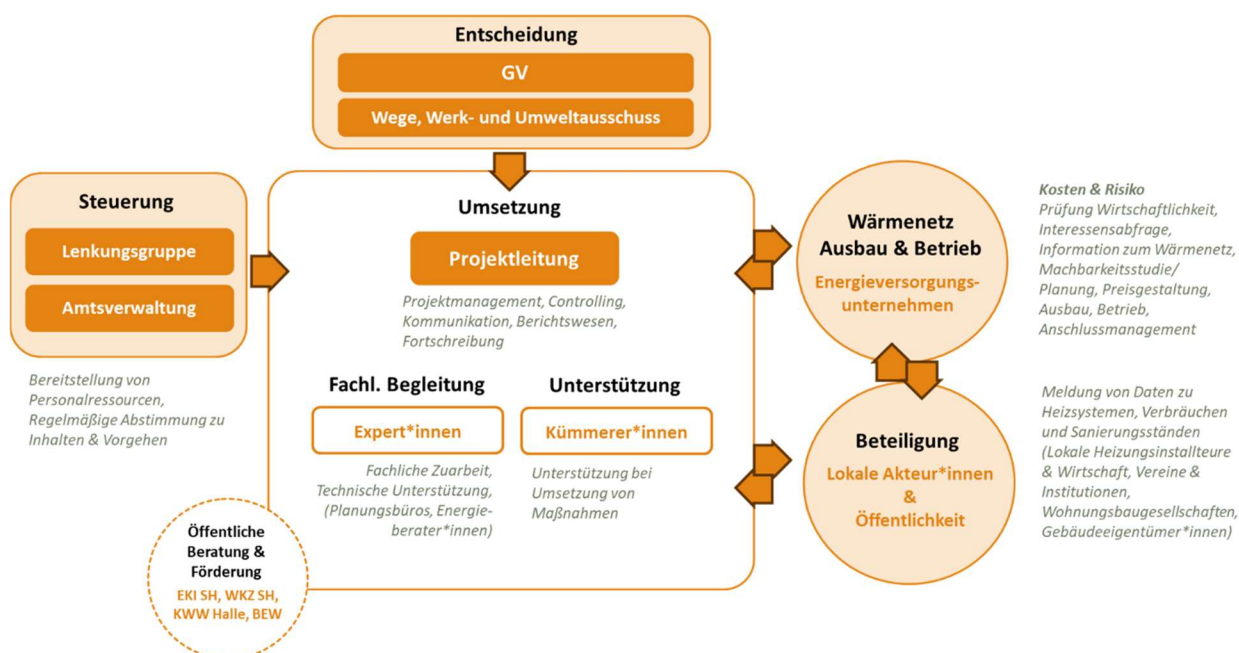 Entscheidung
GV
Wege, Werk- und Umweltausschuss
Steuerung
Lenkungsgruppe
Amtsverwaltung
Bereitstellung von
Personalressourcen,
Regelmäßige Abstimmung zu
Inhalten & Vorgehen
Umsetzung
Projektleitung
Projektmanagement, Controlling,
Kommunikation, Berichtswesen,
Fortschreibung
Fachl. Begleitung
Expert*innen
Fachliche Zuarbeit,
Technische Unterstützung,
(Planungsbüros, Energie-
berater*innen)
Unterstützung
Kümmerer*innen
Unterstützung bei
Umsetzung von
Maßnahmen
Öffentliche
Beratung &
Förderung
EKI SH, WKZ SH,
KWW Halle, BEW
Wärmenetz
Ausbau & Betrieb
Energieversorgungs-
unternehmen
Kosten & Risiko
Prüfung Wirtschaftlichkeit,
Interessensabfrage,
Information zum Wärmenetz,
Machbarkeitsstudie/
Planung, Preisgestaltung,
Ausbau, Betrieb,
Anschlussmanagement
Beteiligung
Lokale Akteur*innen
&
Öffentlichkeit
Meldung von Daten zu
Heizsystemen, Verbräuchen
und Sanierungsständen
(Lokale Heizungsinstallteure
& Wirtschaft, Vereine &
Institutionen,
Wohnungsbaugesellschaften,
Gebäudeeigentümer*innen)